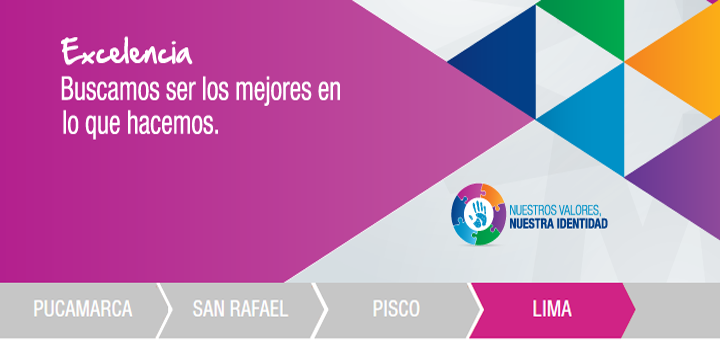 Excelencia
Buscamos ser los mejores en
lo que hacemos.
NUESTROS VALORES,
NUESTRA IDENTIDAD
PUCAMARCA
SAN RAFAEL
PISCO
LIMA